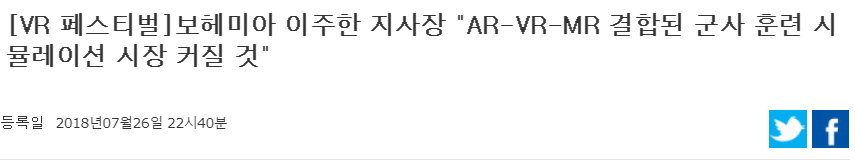 [VR 페스티벌]보헤미아 이주한 지사장 "AR-VR-MR 결합된 군사 훈련 시
뮬레이션 시장 커질 것"
등록일 2018년07월26일 22시40분